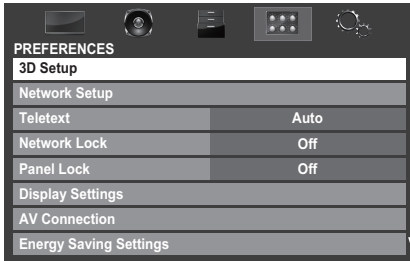 PREFERENCES
3D Setup
Network Setup
Teletext Auto
Network Lock Off
Panel Lock Off
Display Settings
AV Connection
Energy Saving Settings